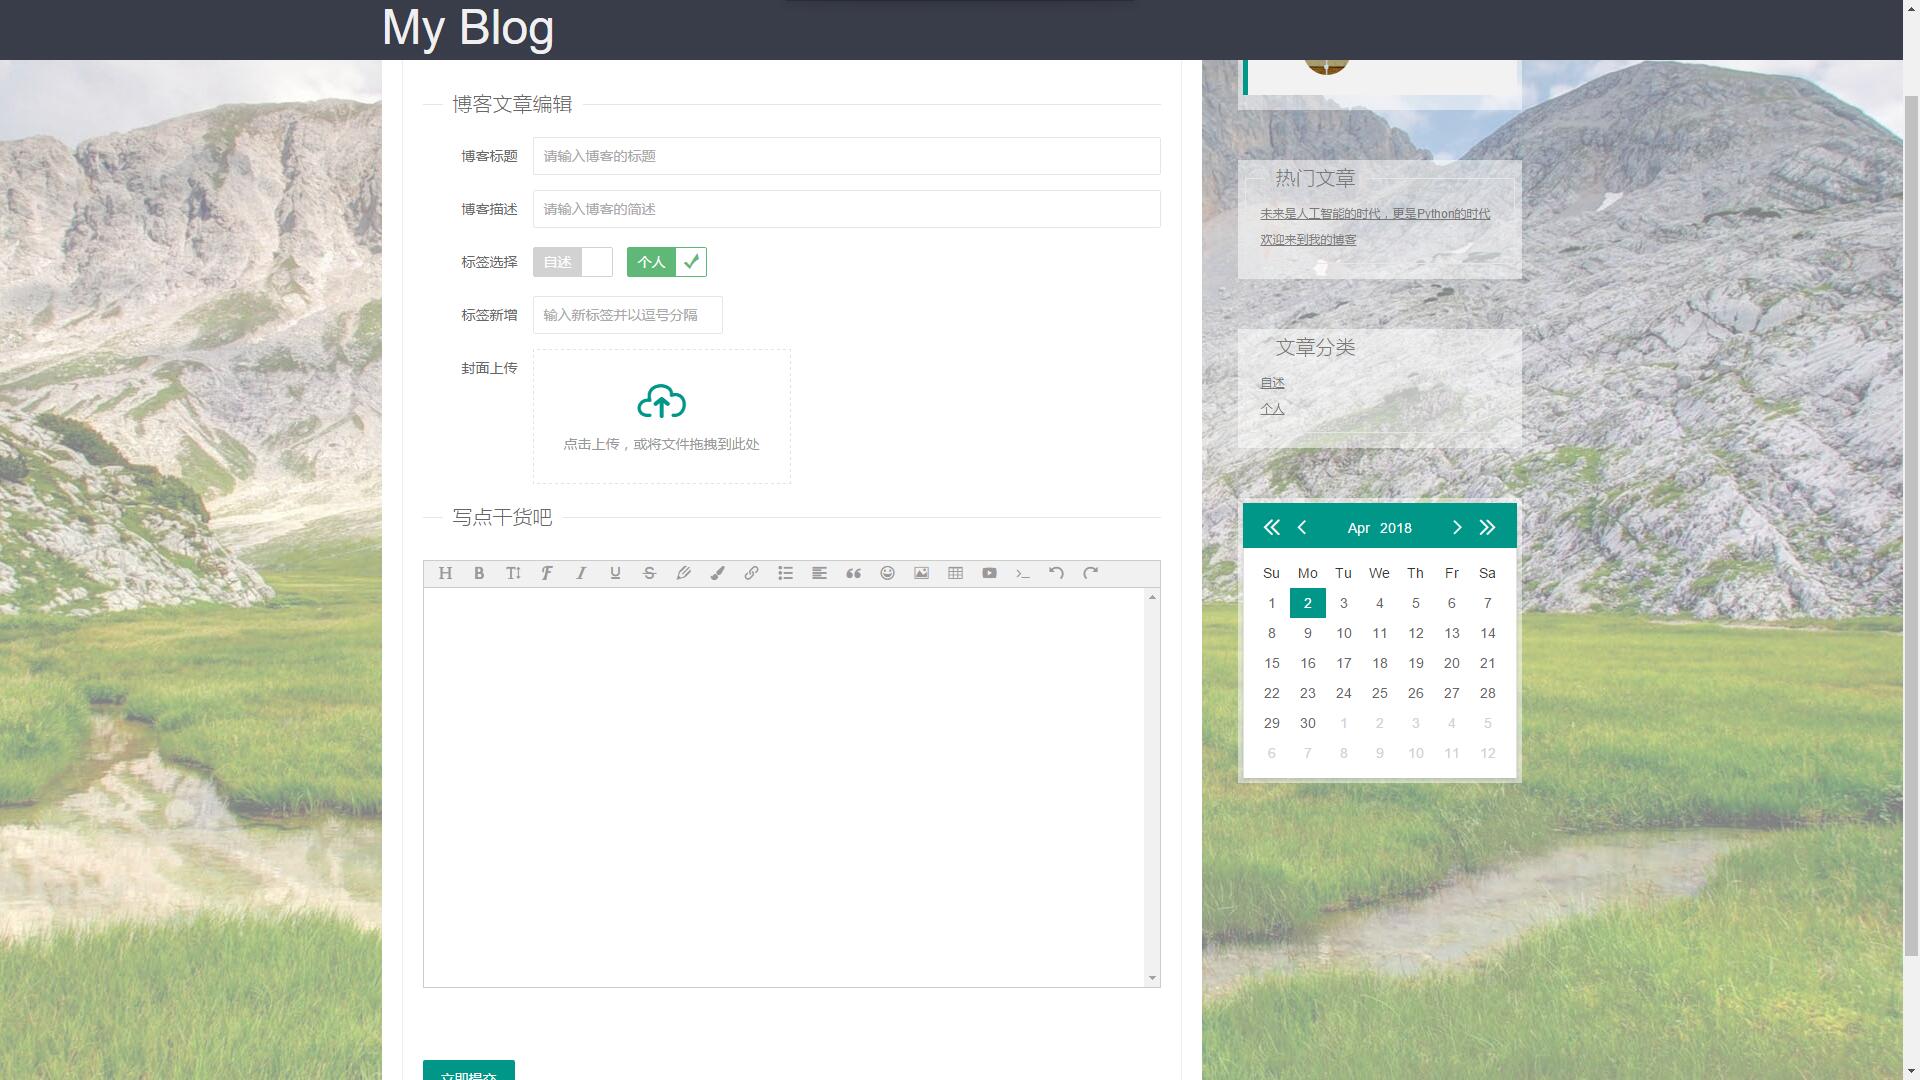 My Blog
博客文章编辑
博客标题 请输入博客的标题
博客描述 请输入博客的简述
标签选择 自述 个人
标签新增 输入新标签并以逗号分隔
封面上传
点击上传，或将文件拖拽到此处
写点干货吧
立即提交
热门文章
未来是人工智能的时代，更是Python的时代
欢迎来到我的博客
文章分类
自述
个人
Apr 2018
Su Mo Tu We Th Fr Sa
1 2 3 4 5 6 7
8 9 10 11 12 13 14
15 16 17 18 19 20 21
22 23 24 25 26 27 28
29 30 1 2 3 4 5
6 7 8 9 10 11 12